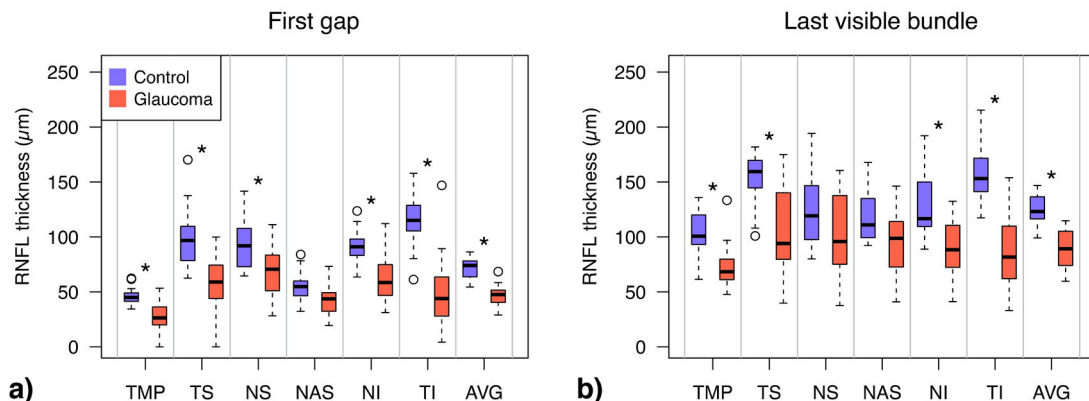 First gap
Last visible bundle
RNFL thickness (μm)
250
200
150
100
50
0
Control
Glaucoma
*
*
*
*
*
*
TMP
TS
NS
NAS
NI
TI
AVG
a)
RNFL thickness (μm)
250
200
150
100
50
0
*
*
*
*
*
TMP
TS
NS
NAS
NI
TI
AVG
b)